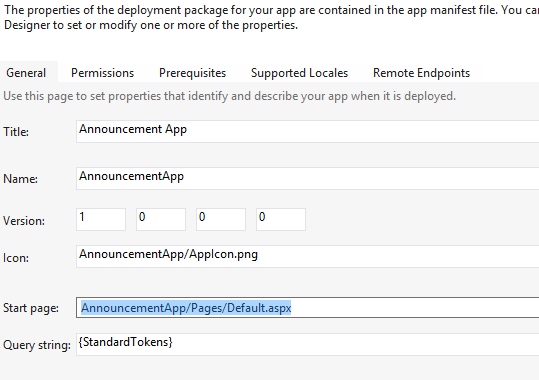 The properties of the deployment package for your app are contained in the app manifest file. You
Designer to set or modify one or more of the properties.
General Permissions Prerequisites Supported Locales Remote Endpoints
Use this page to set properties that identify and describe your app when it is deployed.
Title: Announcement App
Name: AnnouncementApp
Version: 1 0 0 0
Icon: AnnouncementApp/AppIcon.png
Start page: AnnouncementApp/Pages/Default.aspx
Query string: {StandardTokens}